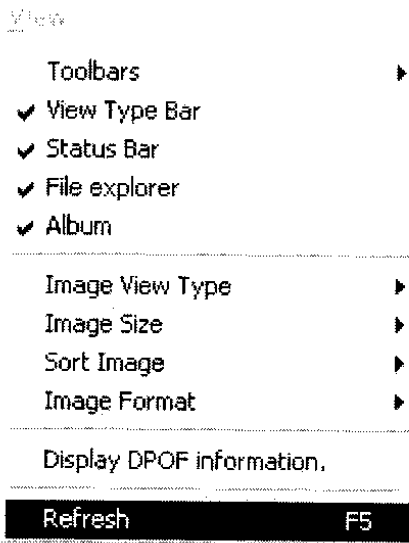 View
Toolbars
View Type Bar
Status Bar
File explorer
Album
Image View Type
Image Size
Sort Image
Image Format
Display DPOF information.
Refresh F5